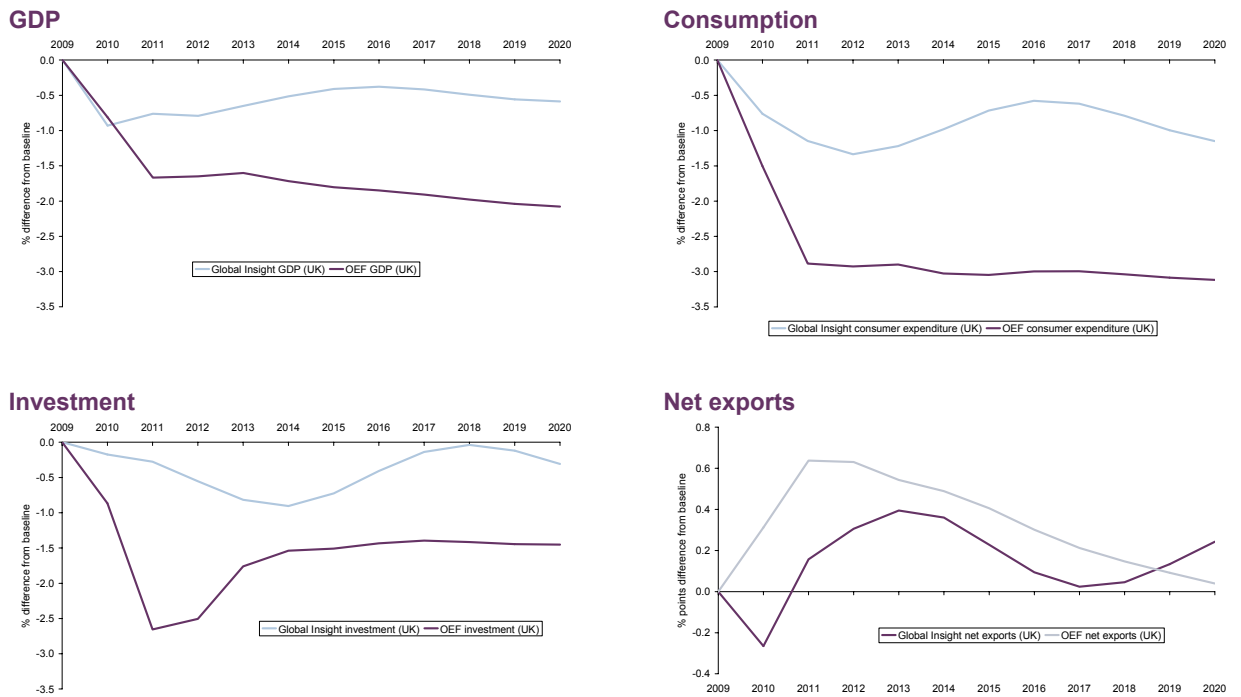 GDP
2009 2010 2011 2012 2013 2014 2015 2016 2017 2018 2019 2020
0.0
-0.5
-1.0
-1.5
-2.0
-2.5
-3.0
-3.5
% difference from baseline
Global Insight GDP (UK) OEF GDP (UK)
Consumption
2009 2010 2011 2012 2013 2014 2015 2016 2017 2018 2019 2020
0.0
-0.5
-1.0
-1.5
-2.0
-2.5
-3.0
-3.5
% difference from baseline
Global Insight consumer expenditure (UK) OEF consumer expenditure (UK)
Investment
2009 2010 2011 2012 2013 2014 2015 2016 2017 2018 2019 2020
0.0
-0.5
-1.0
-1.5
-2.0
-2.5
-3.0
-3.5
% difference from baseline
Global Insight investment (UK) OEF investment (UK)
Net exports
0.8
0.6
0.4
0.2
0.0
-0.2
-0.4
% points difference from baseline
Global Insight net exports (UK) OEF net exports (UK)
2009 2010 2011 2012 2013 2014 2015 2016 2017 2018 2019 2020